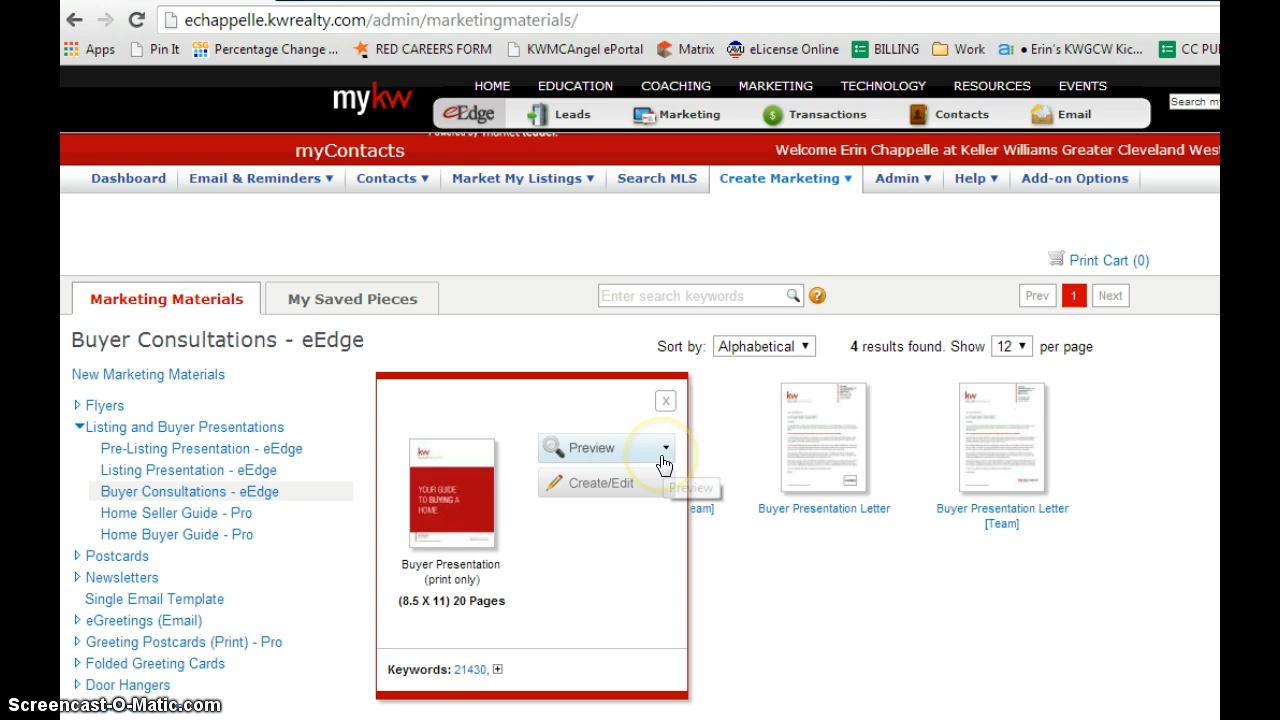 echappelle.kwrealty.com/admin/marketingmaterials/
Apps Pin It Percentage Change ... RED CAREERS FORM KWMCAngel ePortal Matrix eLicense Online BILLING Work • Erin's KWGCW Kic... CC PU
HOME EDUCATION COACHING MARKETING TECHNOLOGY RESOURCES EVENTS
mykw
eEdge Leads Marketing Transactions Contacts Email Search m
myContacts Welcome Erin Chappelle at Keller Williams Greater Cleveland Wes
Dashboard Email & Reminders Contacts Market My Listings Search MLS Create Marketing Admin Help Add-on Options
Print Cart (0)
Marketing Materials My Saved Pieces Enter search keywords ? Prev 1 Next
Buyer Consultations - eEdge
Sort by: Alphabetical 4 results found. Show 12 per page
New Marketing Materials
Flyers
Listing and Buyer Presentations
Pre-Listing Presentation - eEdge
Listing Presentation - eEdge
Buyer Consultations - eEdge
Home Seller Guide - Pro
Home Buyer Guide - Pro
Postcards
Newsletters
Single Email Template
eGreetings (Email)
Greeting Postcards (Print) - Pro
Folded Greeting Cards
Door Hangers
X
Preview
Create/Edit
Preview
kw
YOUR GUIDE
TO BUYING A
HOME
Buyer Presentation
(print only)
(8.5 X 11) 20 Pages
Keywords: 21430,
eam]
kw
Buyer Presentation Letter
kw
Buyer Presentation Letter
[Team]
Screencast-O-Matic.com